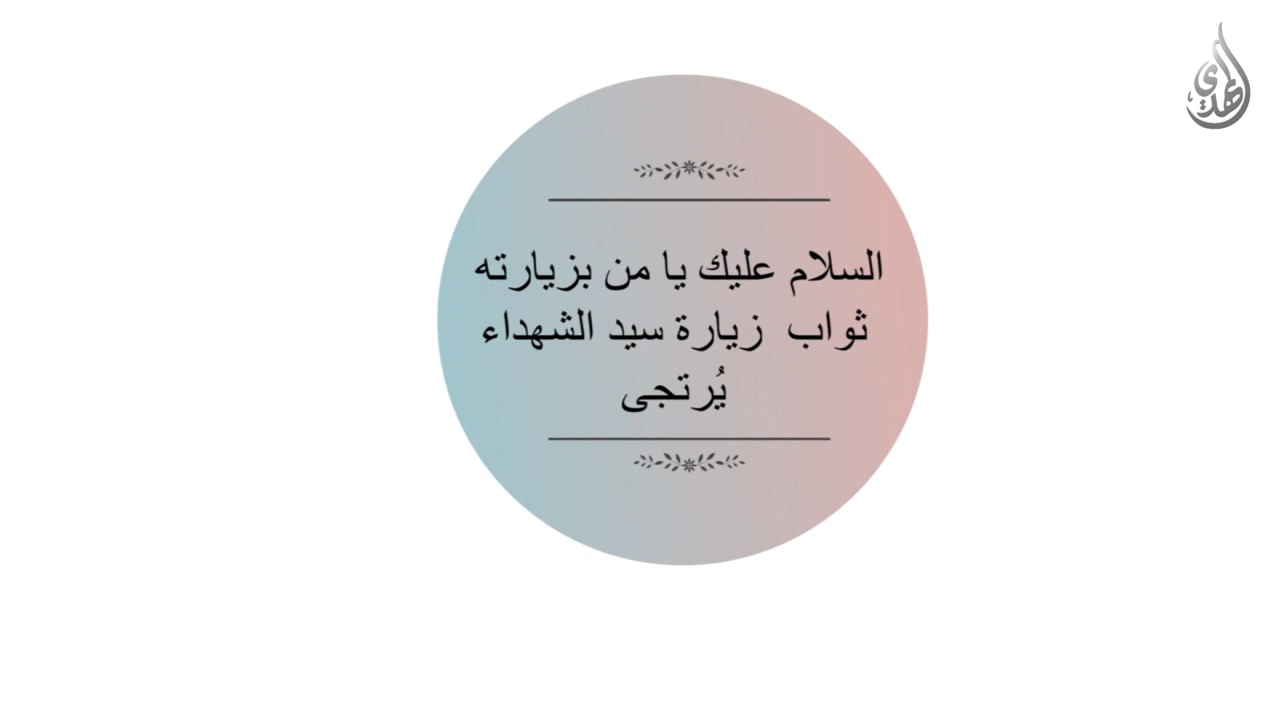 السلام عليك يا من بزيارته
ثواب زيارة سيد الشهداء
يُرتجى